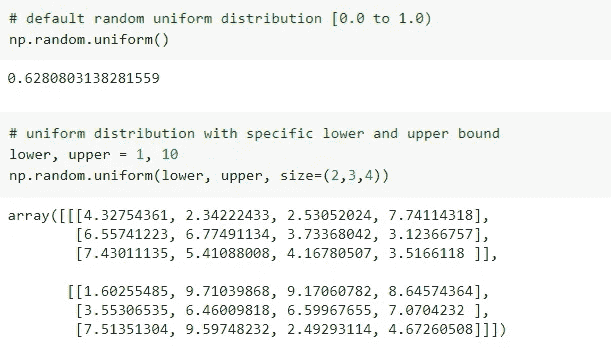 # default random uniform distribution [0.0 to 1.0)
np.random.uniform()
0.6280803138281559
# uniform distribution with specific lower and upper bound
lower, upper = 1, 10
np.random.uniform(lower, upper, size=(2,3,4))
array([[[4.32754361, 2.34222433, 2.53052024, 7.74114318],
[6.55741223, 6.77491134, 3.73368042, 3.12366757],
[7.43011135, 5.41088008, 4.16780507, 3.5166118 ]],
[[1.60255485, 9.71039868, 9.17060782, 8.64574364],
[3.55306535, 6.46009818, 6.59967655, 7.0704232 ],
[7.51351304, 9.59748232, 2.49293114, 4.67260508]]])